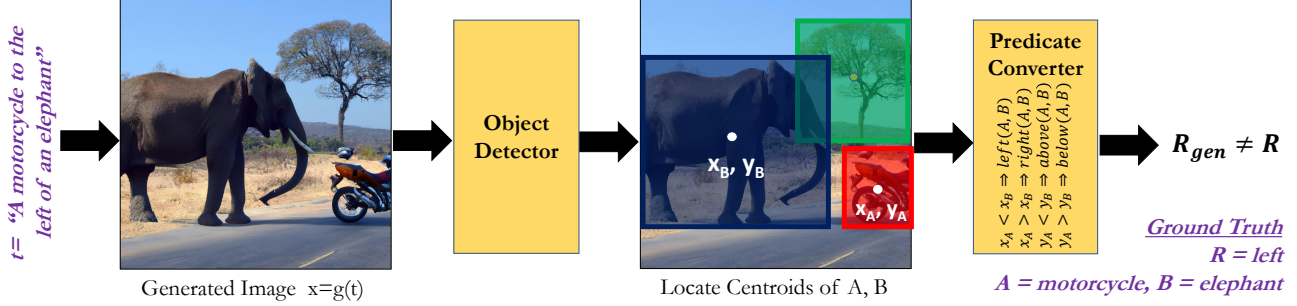 t= "A motorcycle to the
left of an elephant"
Generated Image x=g(t)
Object
Detector
x_B, y_B
x_A, y_A
Locate Centroids of A, B
Predicate
Converter
x_A < x_B ⇒ left(A, B)
x_A > x_B ⇒ right(A, B)
y_A < y_B ⇒ above(A, B)
y_A > y_B ⇒ below(A, B)
R_gen ≠ R
Ground Truth
R = left
A = motorcycle, B = elephant